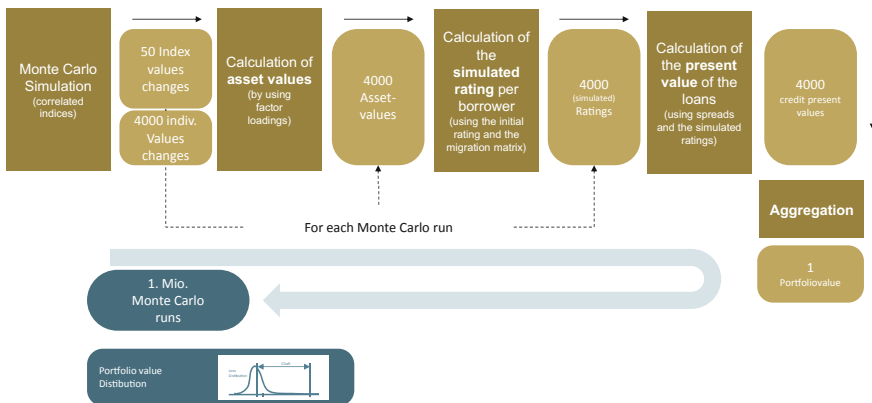 Monte Carlo
Simulation
(correlated
indices)
50 Index
values
changes
4000 indiv.
Values
changes
Calculation of
asset values
(by using
factor
loadings)
4000
Asset-
values
Calculation of
the
simulated
rating per
borrower
(using the initial
rating and the
migration matrix)
4000
(simulated)
Ratings
Calculation of
the present
value of the
loans
(using spreads
and the simulated
ratings)
4000
credit present
values
For each Monte Carlo run
Aggregation
1
Portfoliovalue
1. Mio.
Monte Carlo
runs
Portfolio value
Distibution